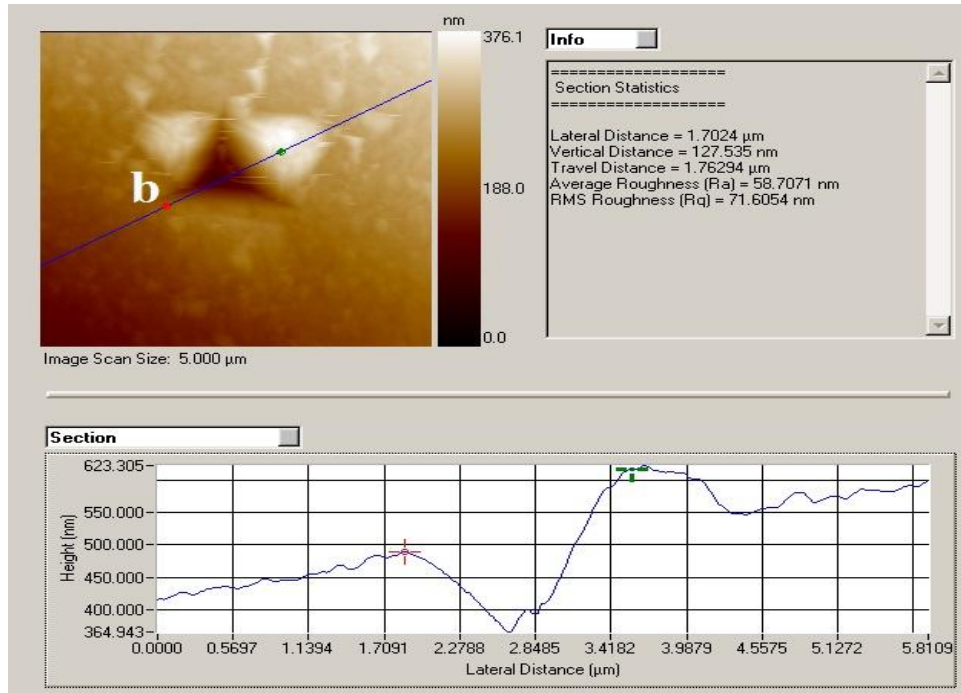 nm
376.1
188.0
0.0
b
Image Scan Size: 5.000 µm
Info
===================
Section Statistics
===================
Lateral Distance = 1.7024 µm
Vertical Distance = 127.535 nm
Travel Distance = 1.76294 µm
Average Roughness (Ra) = 58.7071 nm
RMS Roughness (Rq) = 71.6054 nm
Section
Height (nm)
623.305
550.000
500.000
450.000
400.000
364.943
0.0000 0.5697 1.1394 1.7091 2.2788 2.8485 3.4182 3.9879 4.5575 5.1272 5.8109
Lateral Distance (µm)